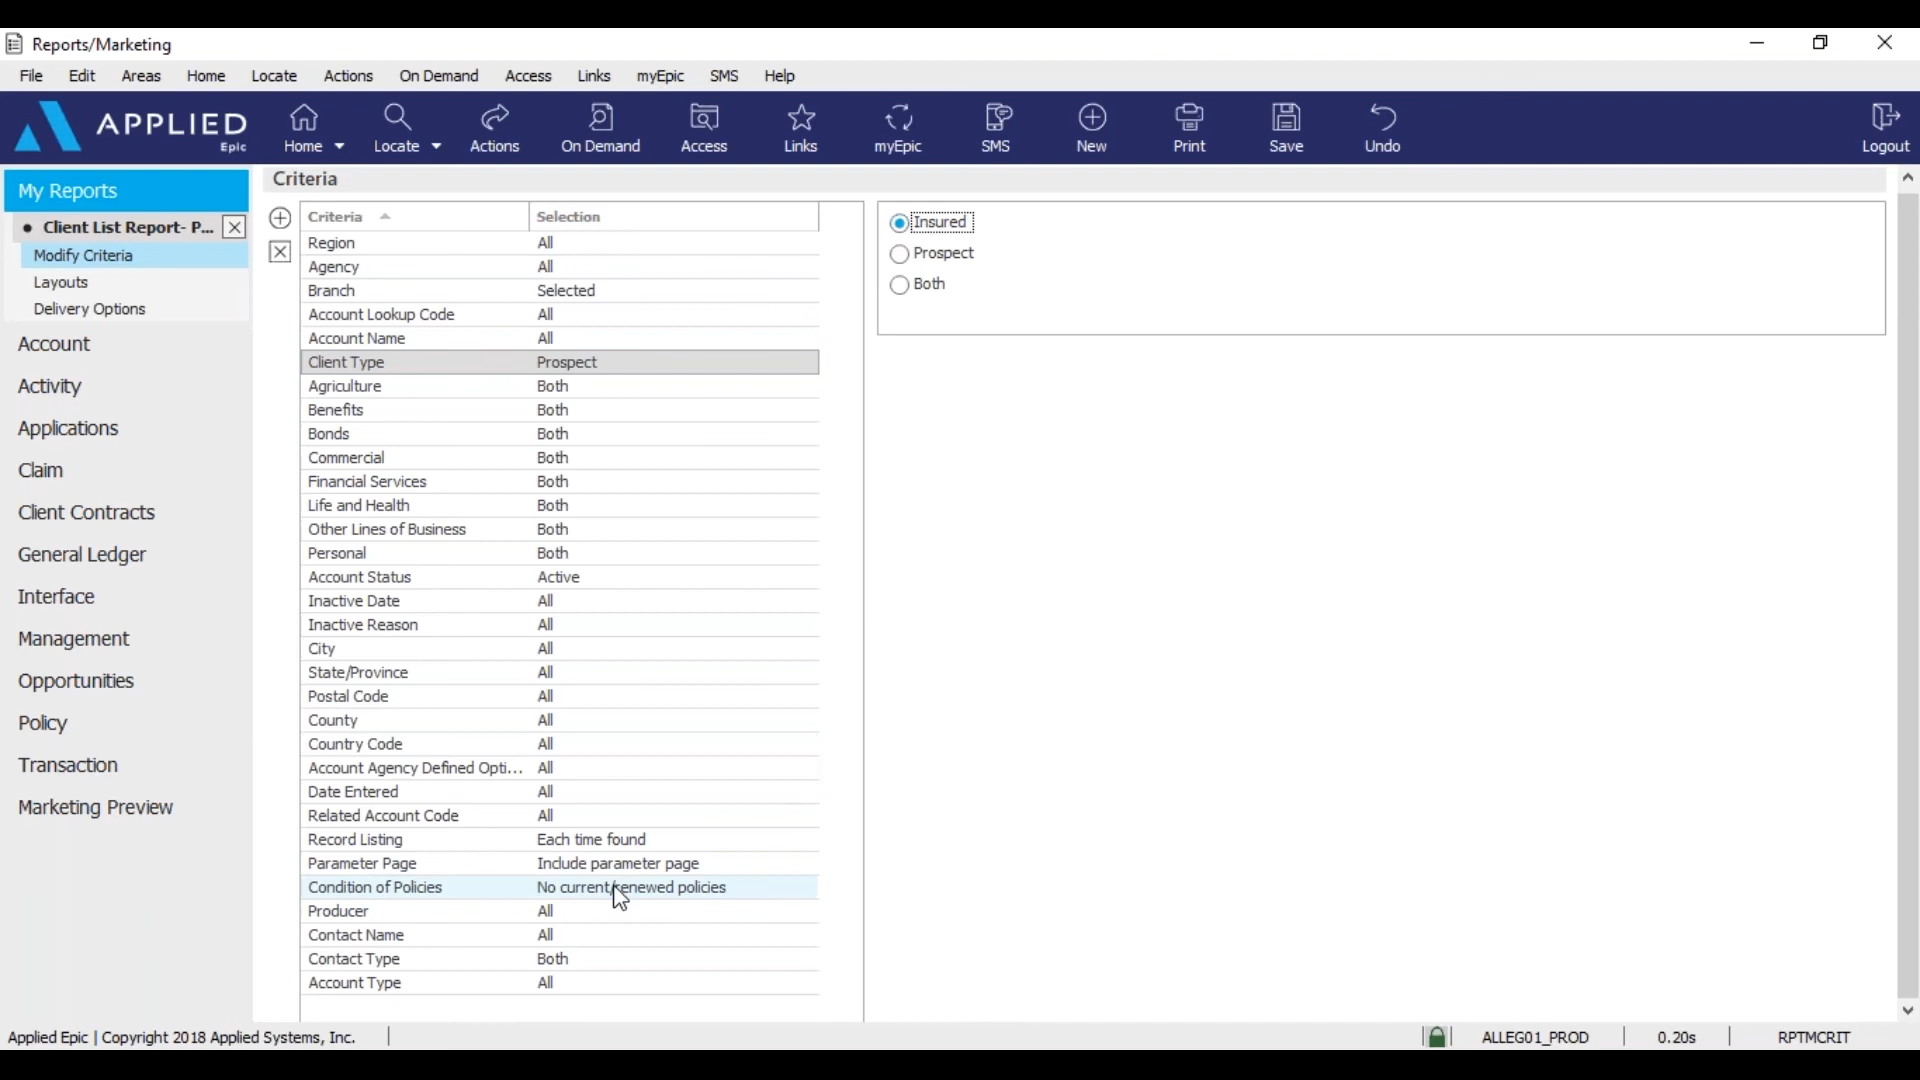 Reports/Marketing
File Edit Areas Home Locate Actions On Demand Access Links myEpic SMS Help
APPLIED
Epic
Home Locate Actions On Demand Access Links myEpic SMS New Print Save Undo Logout
My Reports
Client List Report- P...
Modify Criteria
Layouts
Delivery Options
Account
Activity
Applications
Claim
Client Contracts
General Ledger
Interface
Management
Opportunities
Policy
Transaction
Marketing Preview
Criteria
Criteria Selection
Region All
Agency All
Branch Selected
Account Lookup Code All
Account Name All
Client Type Prospect
Agriculture Both
Benefits Both
Bonds Both
Commercial Both
Financial Services Both
Life and Health Both
Other Lines of Business Both
Personal Both
Account Status Active
Inactive Date All
Inactive Reason All
City All
State/Province All
Postal Code All
County All
Country Code All
Account Agency Defined Opti... All
Date Entered All
Related Account Code All
Record Listing Each time found
Parameter Page Include parameter page
Condition of Policies No current/renewed policies
Producer All
Contact Name All
Contact Type Both
Account Type All
Insured
Prospect
Both
Applied Epic | Copyright 2018 Applied Systems, Inc.
ALLEG01_PROD 0.20s RPTMCRIT